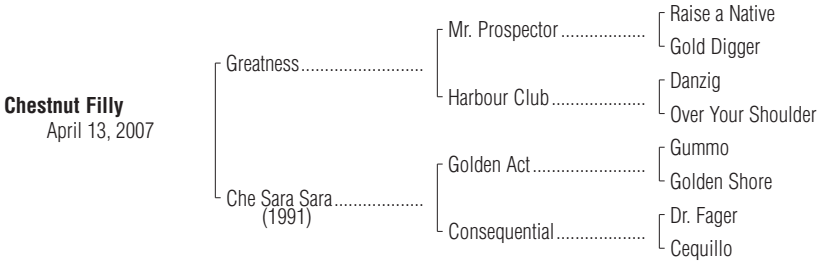 Raise a Native
Mr. Prospector...................
Gold Digger
Greatness...........................
Danzig
Harbour Club.....................
Over Your Shoulder
Chestnut Filly
April 13, 2007
Gummo
Golden Act.........................
Golden Shore
Che Sara Sara....................
(1991)
Dr. Fager
Consequential....................
Cequillo